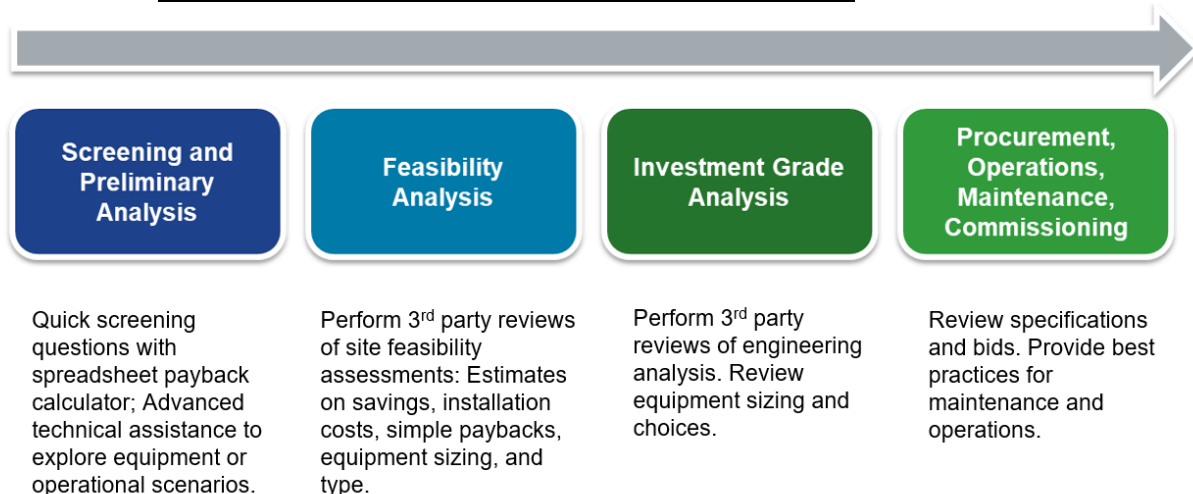 Screening and
Preliminary
Analysis
Feasibility
Analysis
Investment Grade
Analysis
Procurement,
Operations,
Maintenance,
Commissioning
Quick screening
questions with
spreadsheet payback
calculator; Advanced
technical assistance to
explore equipment or
operational scenarios.
Perform 3rd party reviews
of site feasibility
assessments: Estimates
on savings, installation
costs, simple paybacks,
equipment sizing, and
type.
Perform 3rd party
reviews of engineering
analysis. Review
equipment sizing and
choices.
Review specifications
and bids. Provide best
practices for
maintenance and
operations.